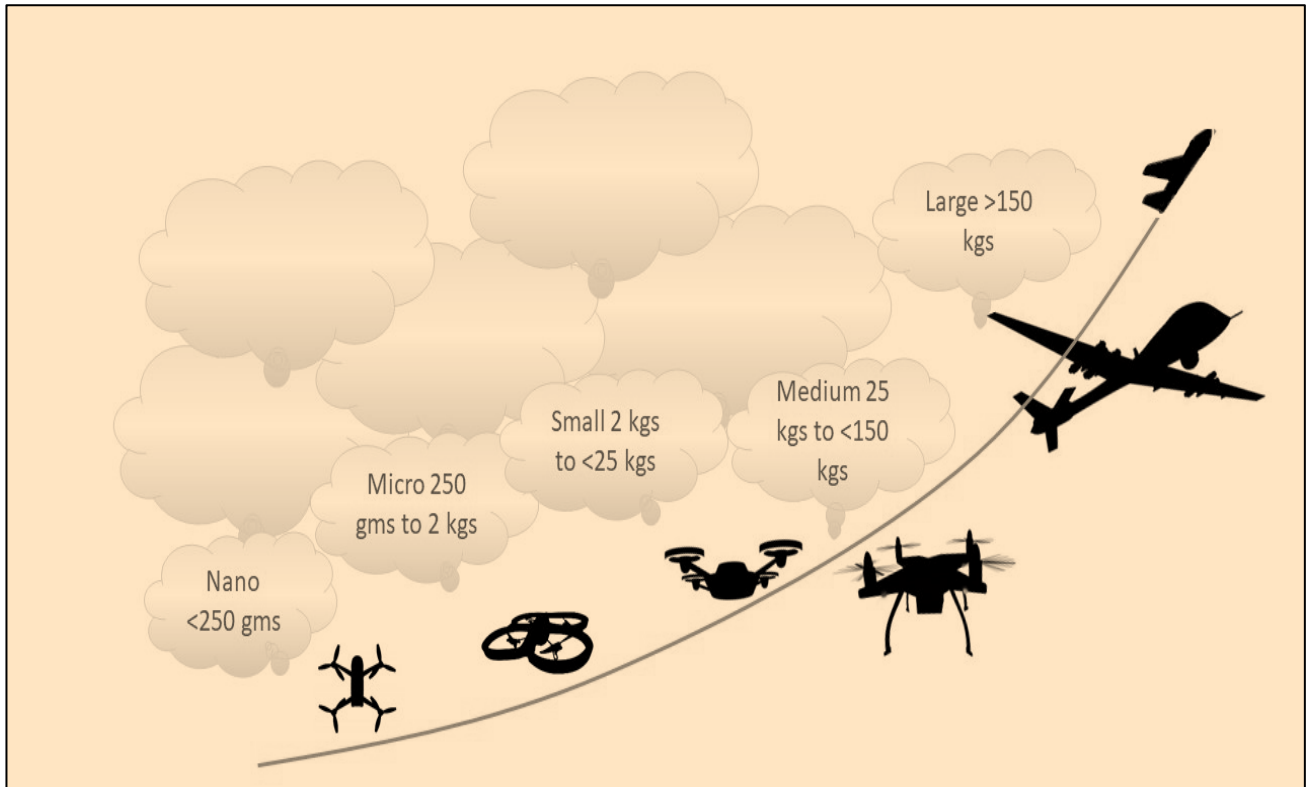 Large >150
kgs
Medium 25
kgs to <150
kgs
Small 2 kgs
to <25 kgs
Micro 250
gms to 2 kgs
Nano
<250 gms